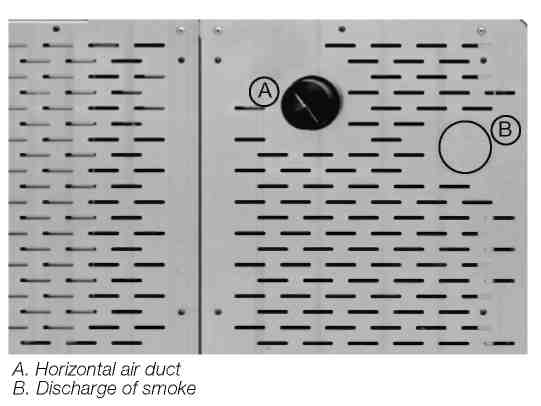 A
B
A. Horizontal air duct
B. Discharge of smoke